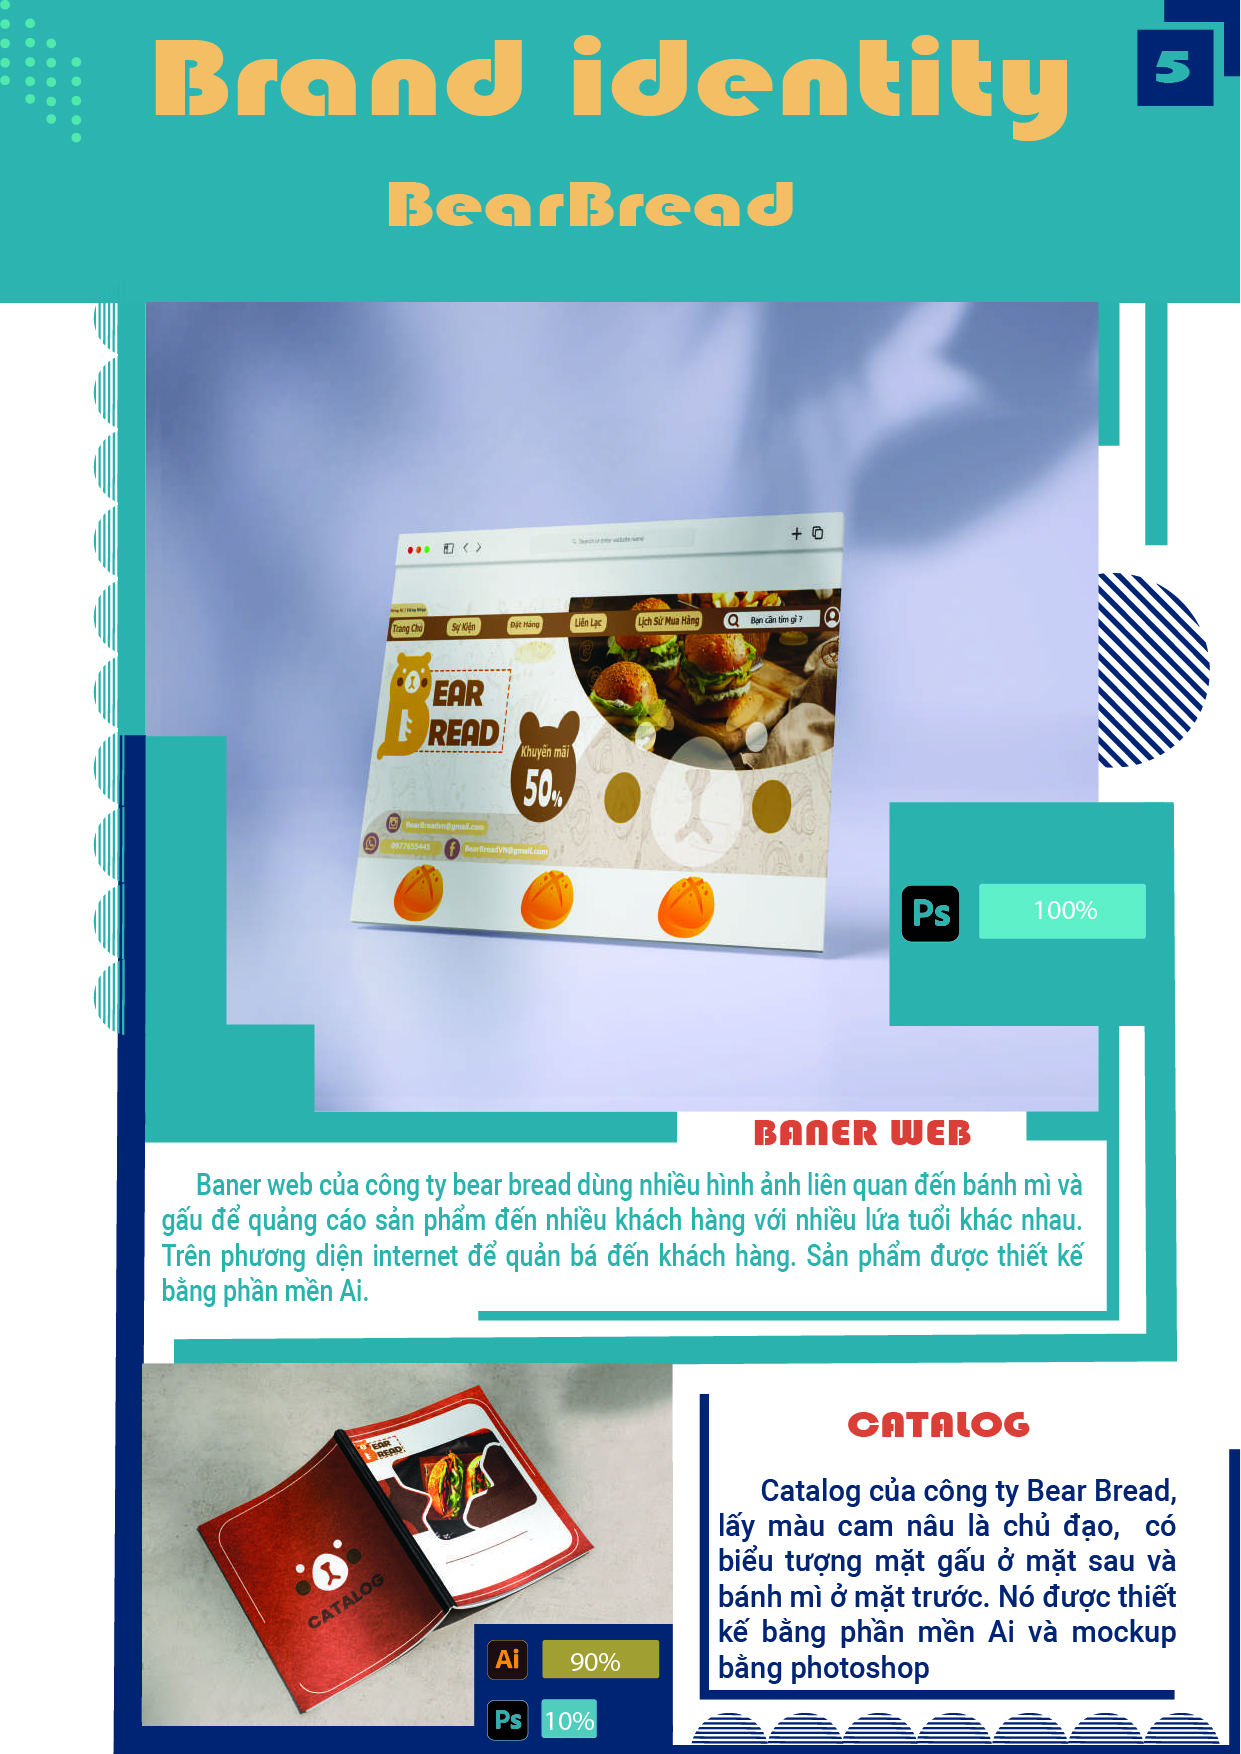 Brand identity
5
BearBread
Search or enter website name
Trang Chủ
Sự Kiện
Đặt Hàng
Liên Lạc
Lịch Sử Mua Hàng
Bạn cần tìm gì ?
BEAR
BREAD
Khuyến mãi
50%
BearBreadvn@gmail.com
0977655443
BearBreadVN@gmail.com
Ps
100%
BANER WEB
Baner web của công ty bear bread dùng nhiều hình ảnh liên quan đến bánh mì và
gấu để quảng cáo sản phẩm đến nhiều khách hàng với nhiều lứa tuổi khác nhau.
Trên phương diện internet để quản bá đến khách hàng. Sản phẩm được thiết kế
bằng phần mền Ai.
BEAR
BREAD
CATALOG
Ai
90%
Ps
10%
CATALOG
Catalog của công ty Bear Bread,
lấy màu cam nâu là chủ đạo, có
biểu tượng mặt gấu ở mặt sau và
bánh mì ở mặt trước. Nó được thiết
kế bằng phần mền Ai và mockup
bằng photoshop